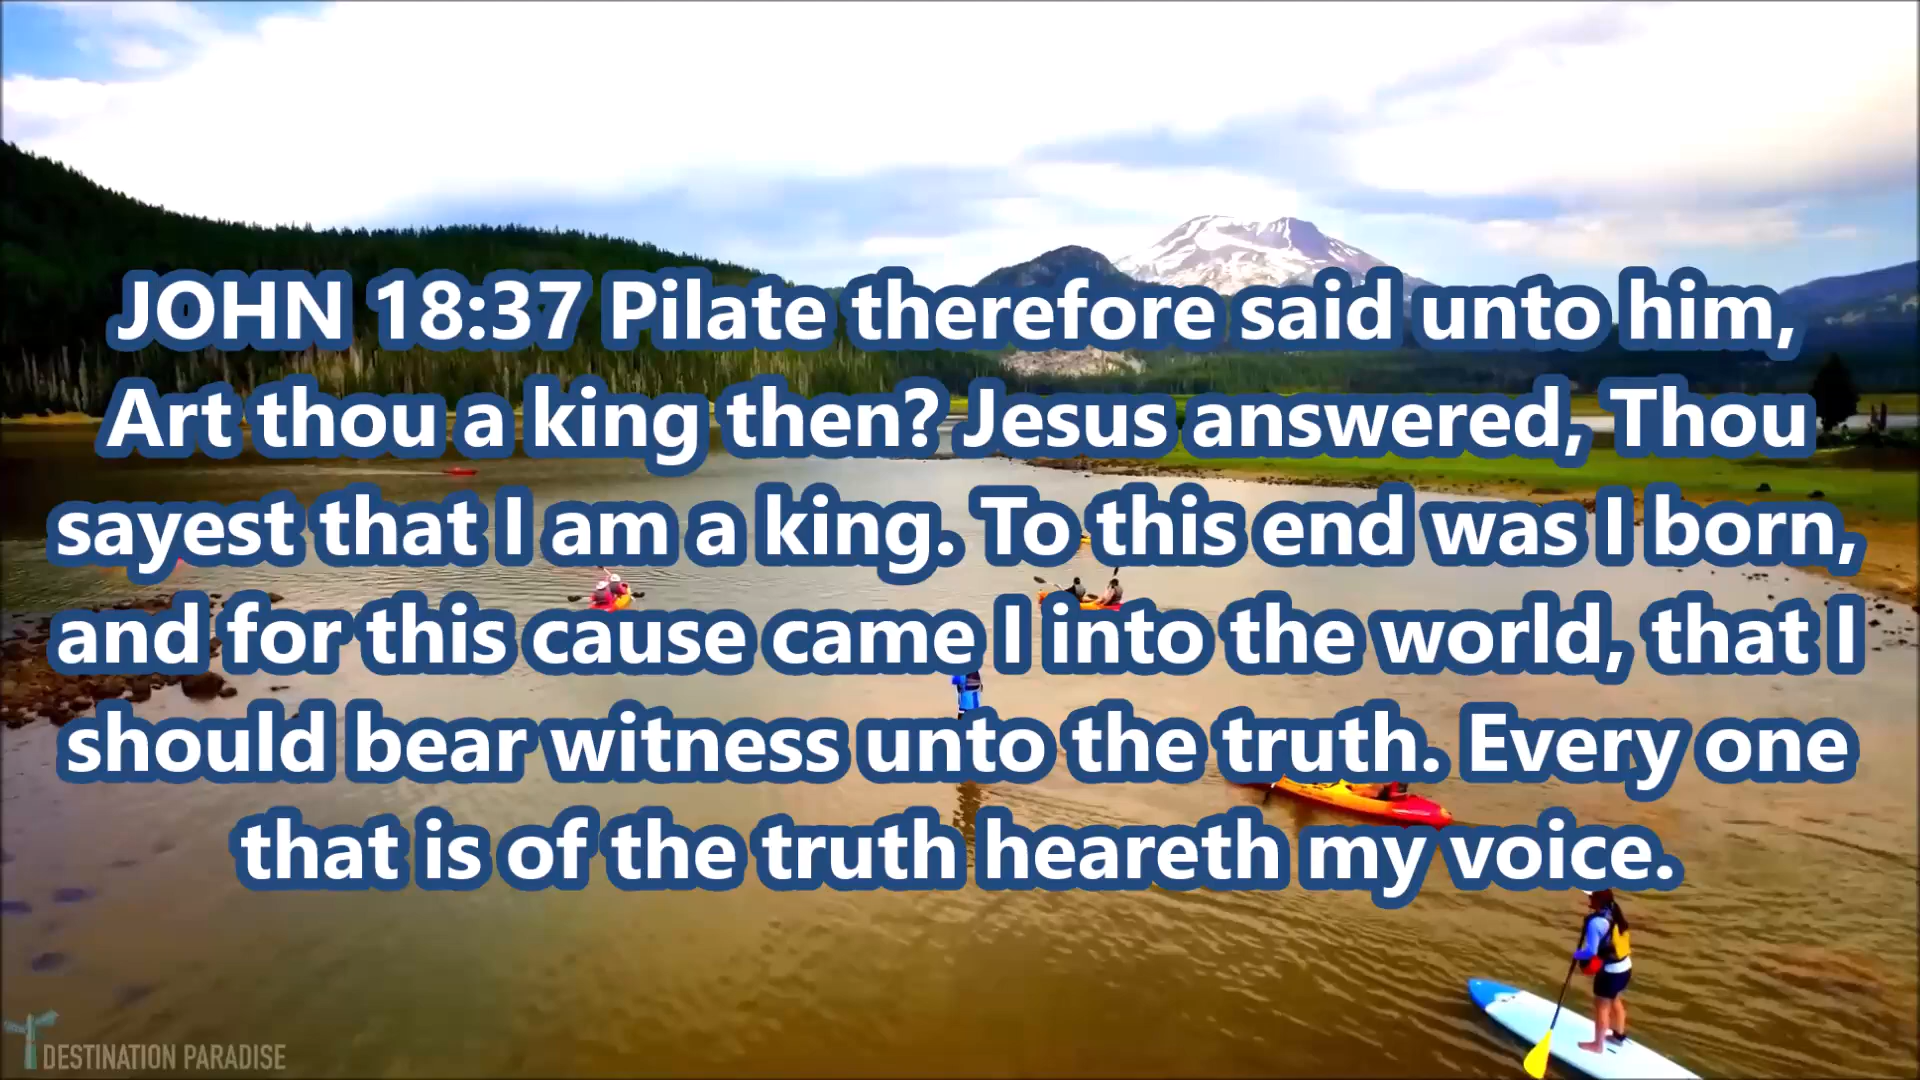 JOHN 18:37 Pilate therefore said unto him,
Art thou a king then? Jesus answered, Thou
sayest that I am a king. To this end was I born,
and for this cause came I into the world, that I
should bear witness unto the truth. Every one
that is of the truth heareth my voice.
DESTINATION PARADISE